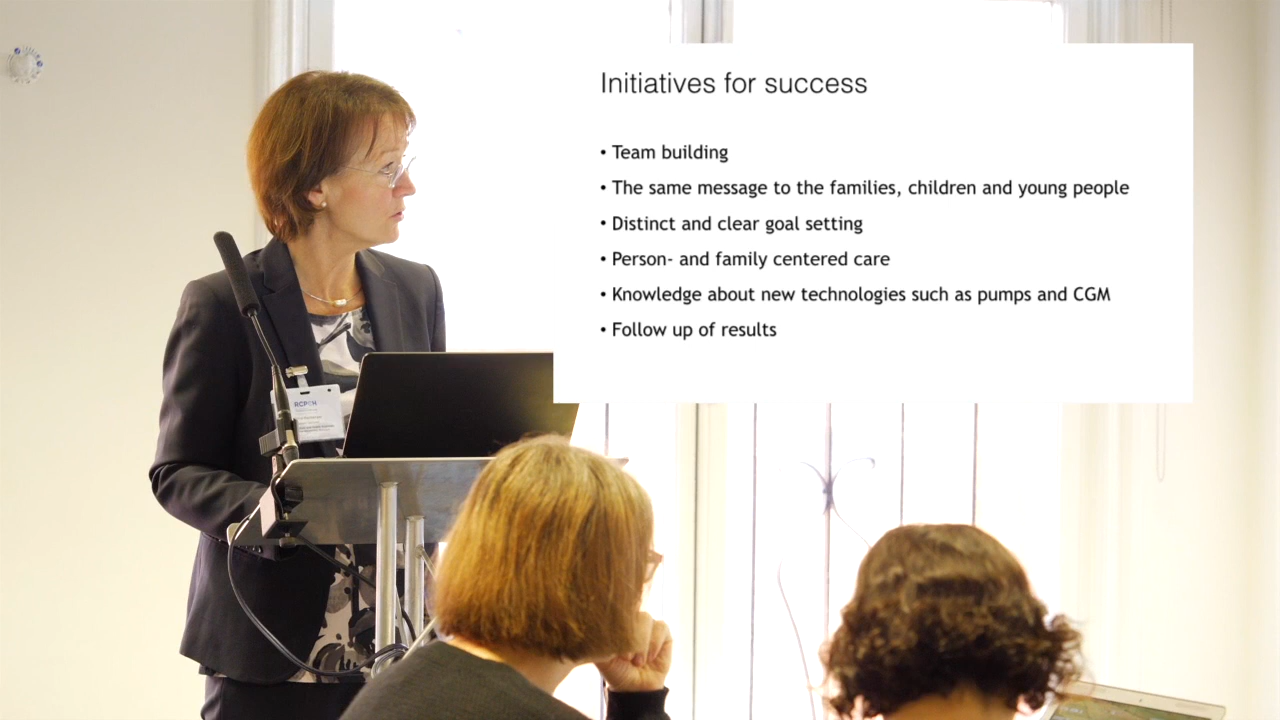 Initiatives for success
• Team building
• The same message to the families, children and young people
• Distinct and clear goal setting
• Person- and family centered care
• Knowledge about new technologies such as pumps and CGM
• Follow up of results
RCPCH